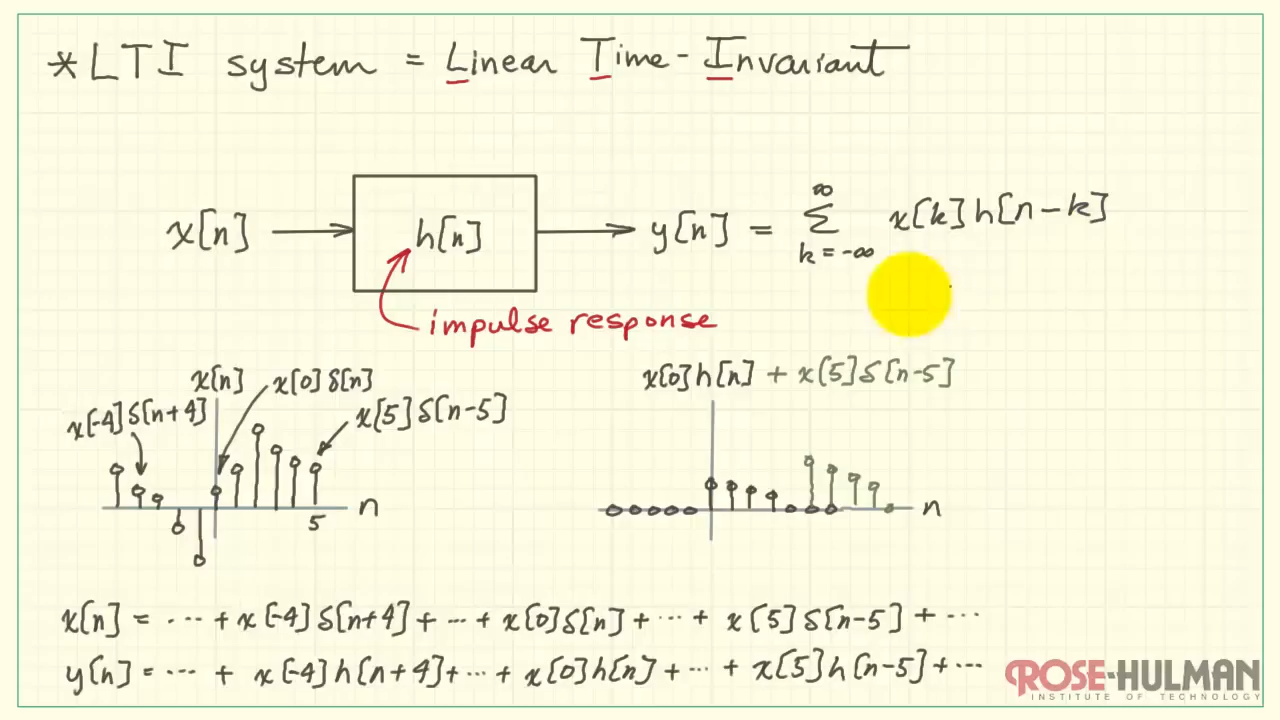 *LTI system = Linear Time-Invariant
x[n] → h[n] → y[n] = ∞ Σ k=-∞ x[k]h[n-k]
impulse response
x[n] x[0]δ[n]
x[-4]δ[n+4] x[5]δ[n-5]
n
5
x[0]h[n] + x[5]δ[n-5]
n
x[n] = ... + x[-4]δ[n+4] + ... + x[0]δ[n] + ... + x[5]δ[n-5] + ...
y[n] = ... + x[-4]h[n+4] + ... + x[0]h[n] + ... + x[5]h[n-5] + ...
ROSE-HULMAN
INSTITUTE OF TECHNOLOGY